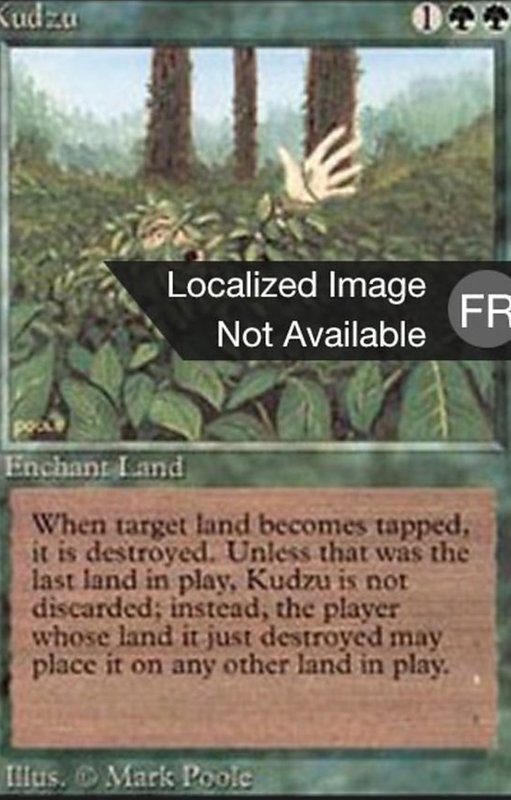 Kudzu 1
Localized Image
Not Available
FR
Enchant Land
When target land becomes tapped,
it is destroyed. Unless that was the
last land in play, Kudzu is not
discarded; instead, the player
whose land it just destroyed may
place it on any other land in play.
Illus. © Mark Poole